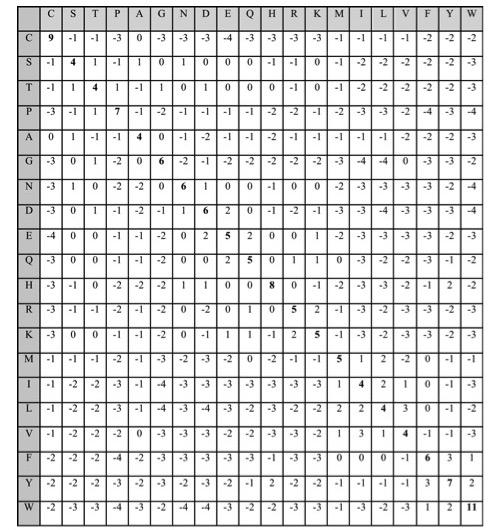 C S T P A G N D E Q H R K M I L V F Y W
C 9 -1 -1 -3 0 -3 -3 -3 -4 -3 -3 -3 -3 -1 -1 -1 -1 -2 -2 -2
S -1 4 1 -1 1 0 1 0 0 0 -1 -1 0 -1 -2 -2 -2 -2 -2 -3
T -1 1 4 1 -1 1 0 1 0 0 0 -1 0 -1 -2 -2 -2 -2 -2 -3
P -3 -1 1 7 -1 -2 -1 -1 -1 -1 -2 -2 -1 -2 -3 -3 -2 -4 -3 -4
A 0 1 -1 -1 4 0 -1 -2 -1 -1 -2 -1 -1 -1 -1 -1 -2 -2 -2 -3
G -3 0 1 -2 0 6 -2 -1 -2 -2 -2 -2 -2 -3 -4 -4 0 -3 -3 -2
N -3 1 0 -2 -2 0 6 1 0 0 -1 0 0 -2 -3 -3 -3 -3 -2 -4
D -3 0 1 -1 -2 -1 1 6 2 0 -1 -2 -1 -3 -3 -4 -3 -3 -3 -4
E -4 0 0 -1 -1 -2 0 2 5 2 0 0 1 -2 -3 -3 -3 -3 -2 -3
Q -3 0 0 -1 -1 -2 0 0 2 5 0 1 1 0 -3 -2 -2 -3 -1 -2
H -3 -1 0 -2 -2 -2 1 1 0 0 8 0 -1 -2 -3 -3 -2 -1 2 -2
R -3 -1 -1 -2 -1 -2 0 -2 0 1 0 5 2 -1 -3 -2 -3 -3 -2 -3
K -3 0 0 -1 -1 -2 0 -1 1 1 -1 2 5 -1 -3 -2 -3 -3 -2 -3
M -1 -1 -1 -2 -1 -3 -2 -3 -2 0 -2 -1 -1 5 1 2 -2 0 -1 -1
I -1 -2 -2 -3 -1 -4 -3 -3 -3 -3 -3 -3 -3 1 4 2 1 0 -1 -3
L -1 -2 -2 -3 -1 -4 -3 -4 -3 -2 -3 -2 -2 2 2 4 3 0 -1 -2
V -1 -2 -2 -2 0 -3 -3 -3 -2 -2 -3 -3 -2 1 3 1 4 -1 -1 -3
F -2 -2 -2 -4 -2 -3 -3 -3 -3 -3 -1 -3 -3 0 0 0 -1 6 3 1
Y -2 -2 -2 -3 -2 -3 -2 -3 -2 -1 2 -2 -2 -1 -1 -1 -1 3 7 2
W -2 -3 -3 -4 -3 -2 -4 -4 -3 -2 -2 -3 -3 -1 -3 -2 -3 1 2 11